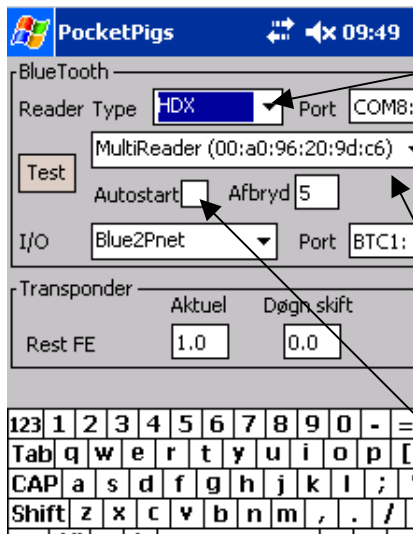 PocketPigs 09:49
BlueTooth
Reader Type HDX Port COM8:
MultiReader (00:a0:96:20:9d:c6)
Test
Autostart Afbryd 5
I/O Blue2Pnet Port BTC1:
Transponder
Aktuel Døgn skift
Rest FE 1.0 0.0
123 1 2 3 4 5 6 7 8 9 0 - =
Tab q w e r t y u i o p [
CAP a s d f g h j k l ;
Shift z x c v b n m , . /